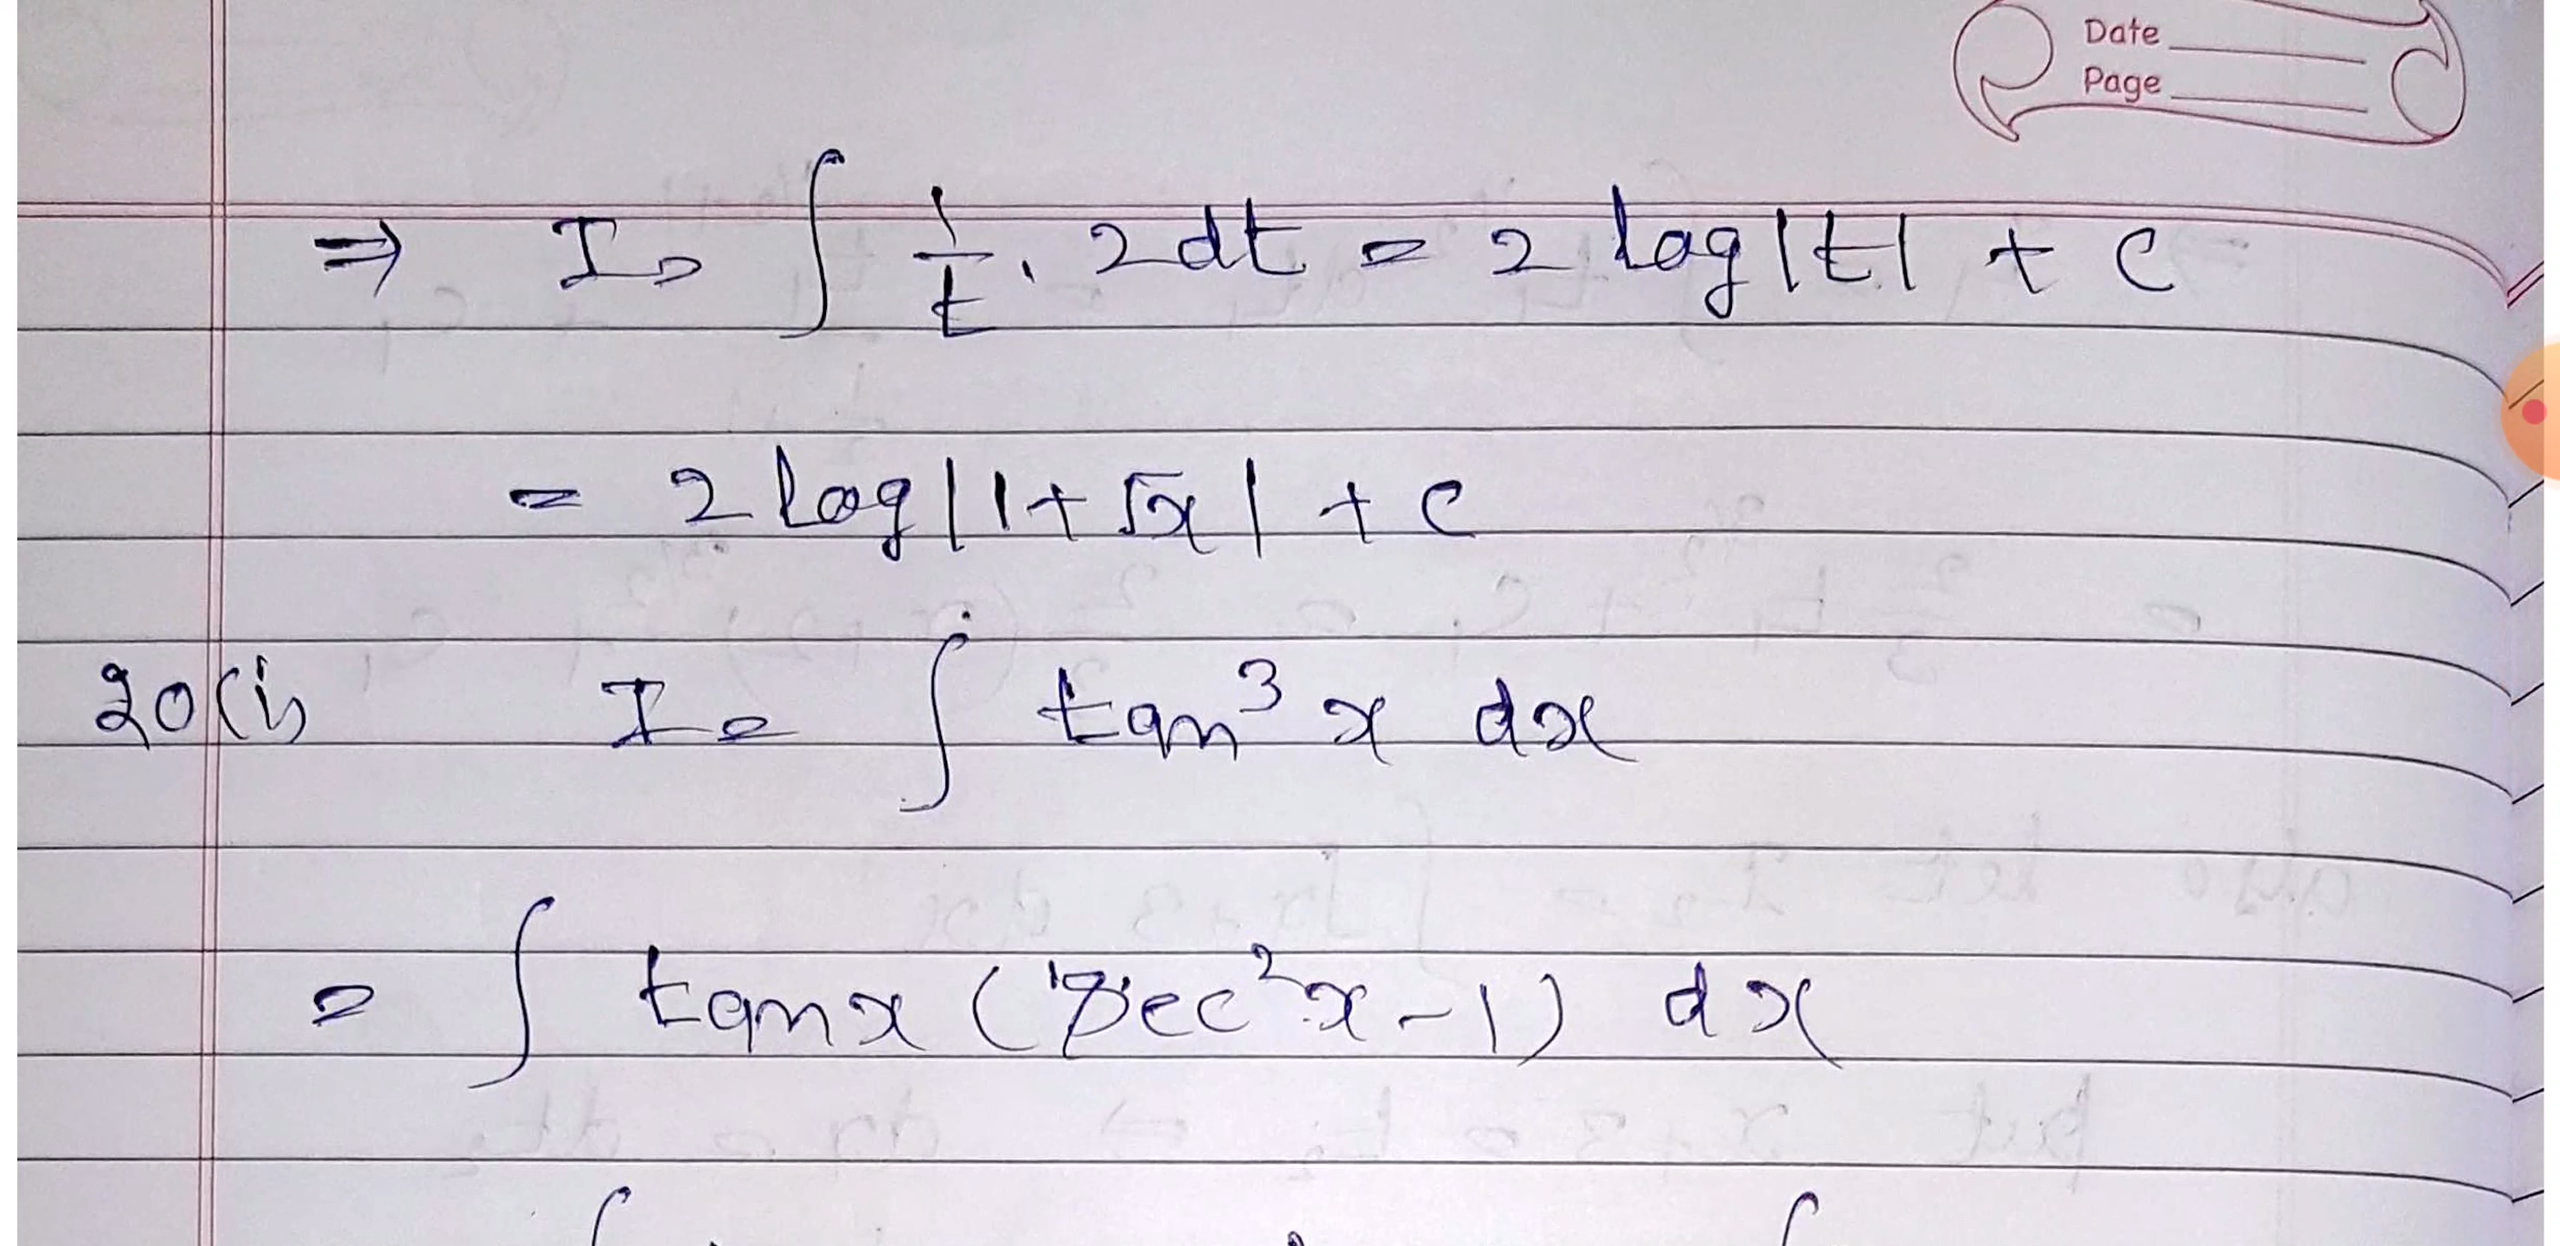 Date
Page
⇒ I = ∫ 1/t . 2dt = 2 log|t| + c
= 2 log|1+√x| + c
20(i) I = ∫ tan³x dx
= ∫ tanx (sec²x-1) dx